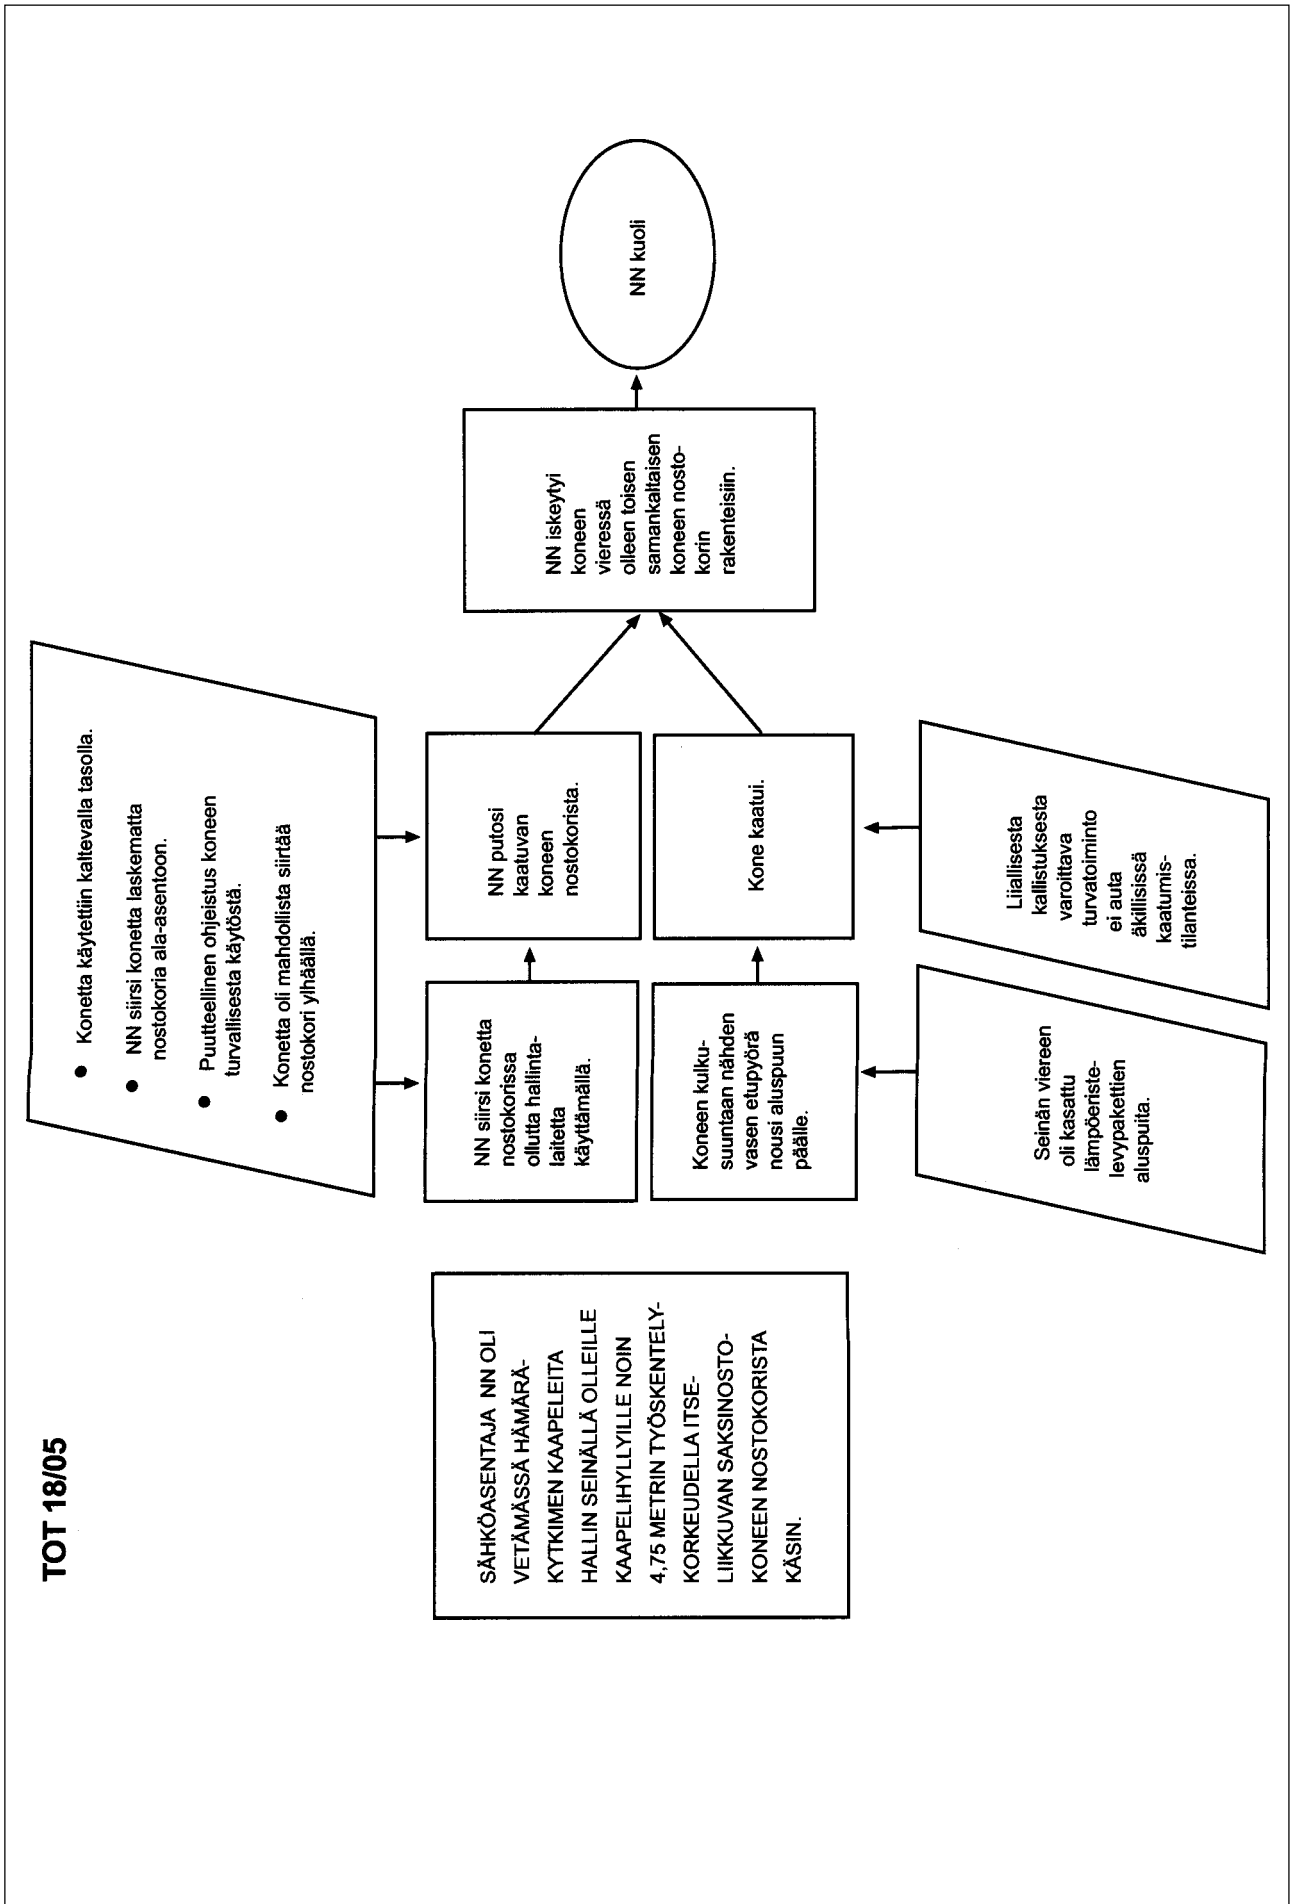 TOT 18/05
SÄHKÖASENTAJA NN OLI
VETÄMÄSSÄ HÄMÄRÄ-
KYTKIMEN KAAPELEITA
HALLIN SEINÄLLÄ OLLEILLE
KAAPELIHYLLYILLE NOIN
4,75 METRIN TYÖSKENTELY-
KORKEUDELLA ITSE-
LIIKKUVAN SAKSINOSTO-
KONEEN NOSTOKORISTA
KÄSIN.
● Konetta käytettiin kaltevalla tasolla.
● NN siirsi konetta laskematta
nostokoria ala-asentoon.
● Puutteellinen ohjeistus koneen
turvallisesta käytöstä.
● Konetta oli mahdollista siirtää
nostokori ylhäällä.
NN siirsi konetta
nostokorissa
ollutta hallinta-
laitetta
käyttämällä.
NN putosi
kaatuvan
koneen
nostokorista.
Koneen kulku-
suuntaan nähden
vasen etupyörä
nousi aluspuun
päälle.
Kone kaatui.
Seinän viereen
oli kasattu
lämpöeriste-
levypakettien
aluspuita.
Liiallisesta
kallistuksesta
varoittava
turvatoiminto
ei auta
äkillisissä
kaatumis-
tilanteissa.
NN iskeytyi
koneen
vieressä
olleen toisen
samankaltaisen
koneen nosto-
korin
rakenteisiin.
NN kuoli